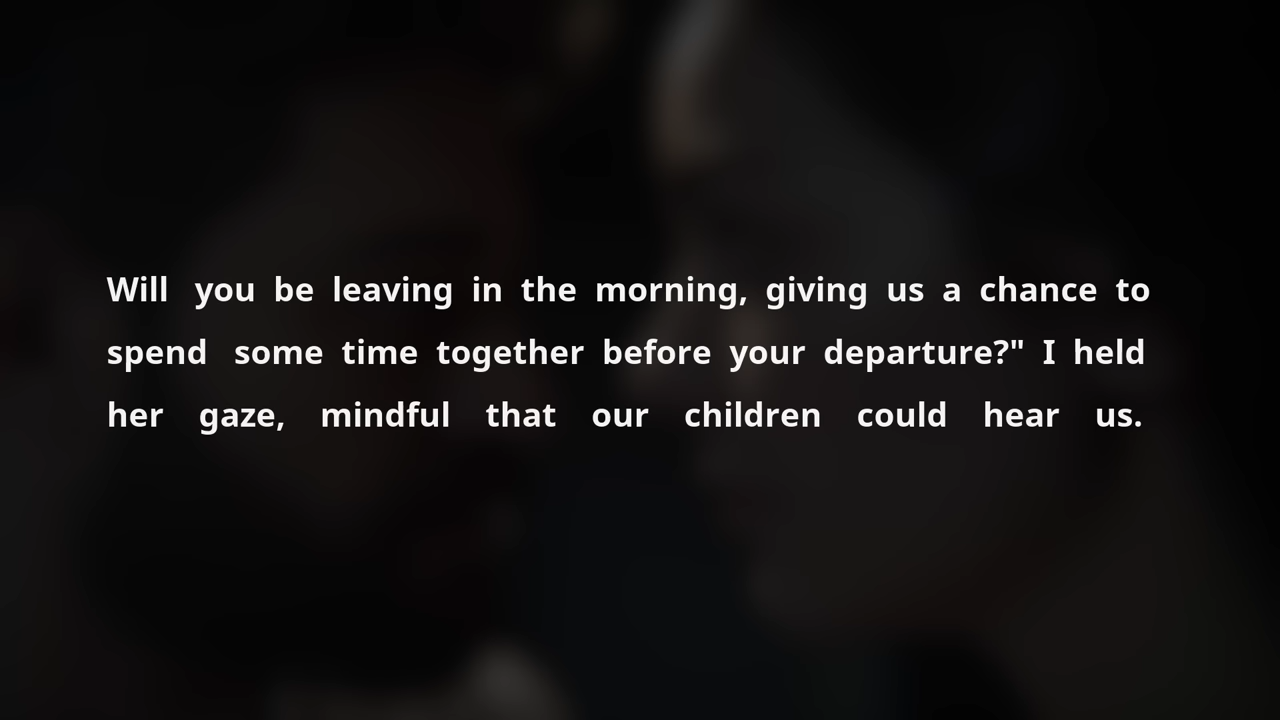 Will you be leaving in the morning, giving us a chance to
spend some time together before your departure?" I held
her gaze, mindful that our children could hear us.